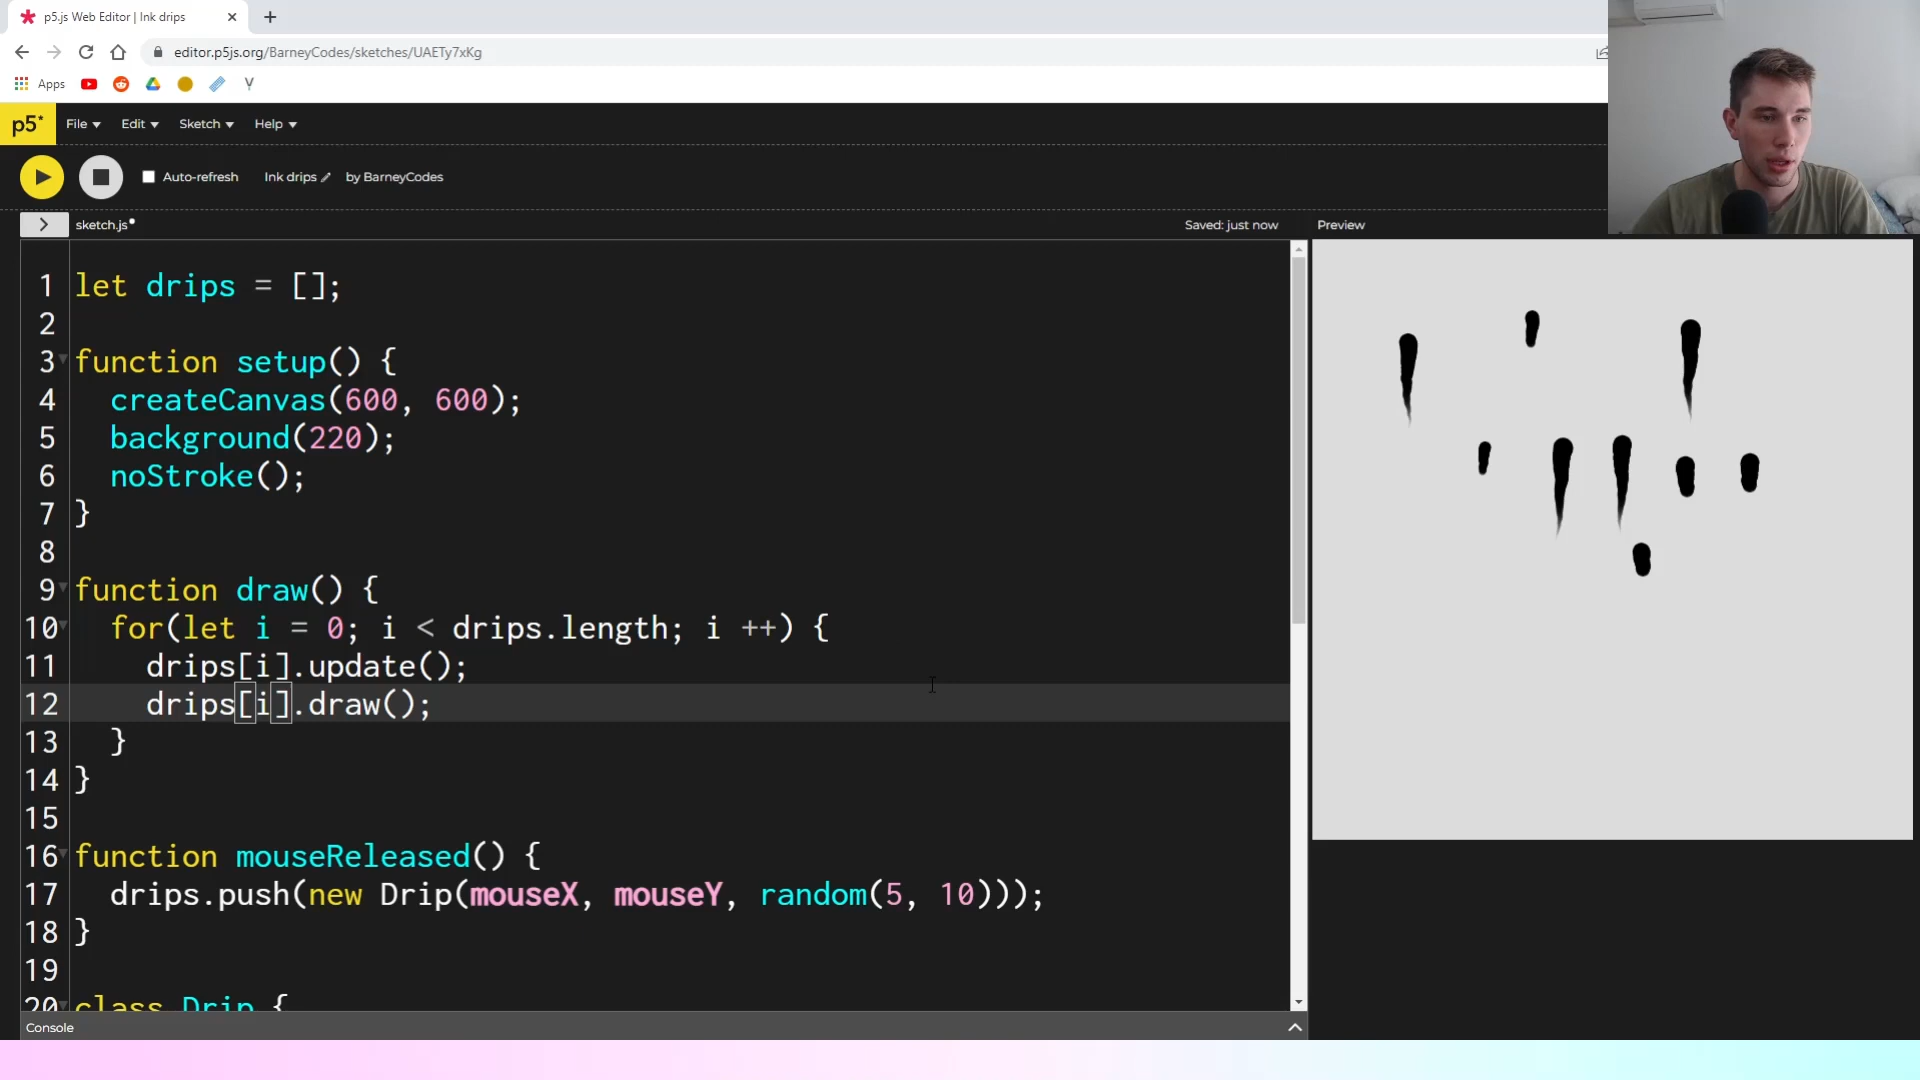 p5.js Web Editor | Ink drips
editor.p5js.org/BarneyCodes/sketches/UAETy7xKg
Apps
p5*
File
Edit
Sketch
Help
Auto-refresh
Ink drips
by BarneyCodes
sketch.js
Saved: just now
Preview
1 let drips = [];
2
3 function setup() {
4 createCanvas(600, 600);
5 background(220);
6 noStroke();
7 }
8
9 function draw() {
10 for(let i = 0; i < drips.length; i ++) {
11 drips[i].update();
12 drips[i].draw();
13 }
14 }
15
16 function mouseReleased() {
17 drips.push(new Drip(mouseX, mouseY, random(5, 10)));
18 }
19
20 class Drip {
Console